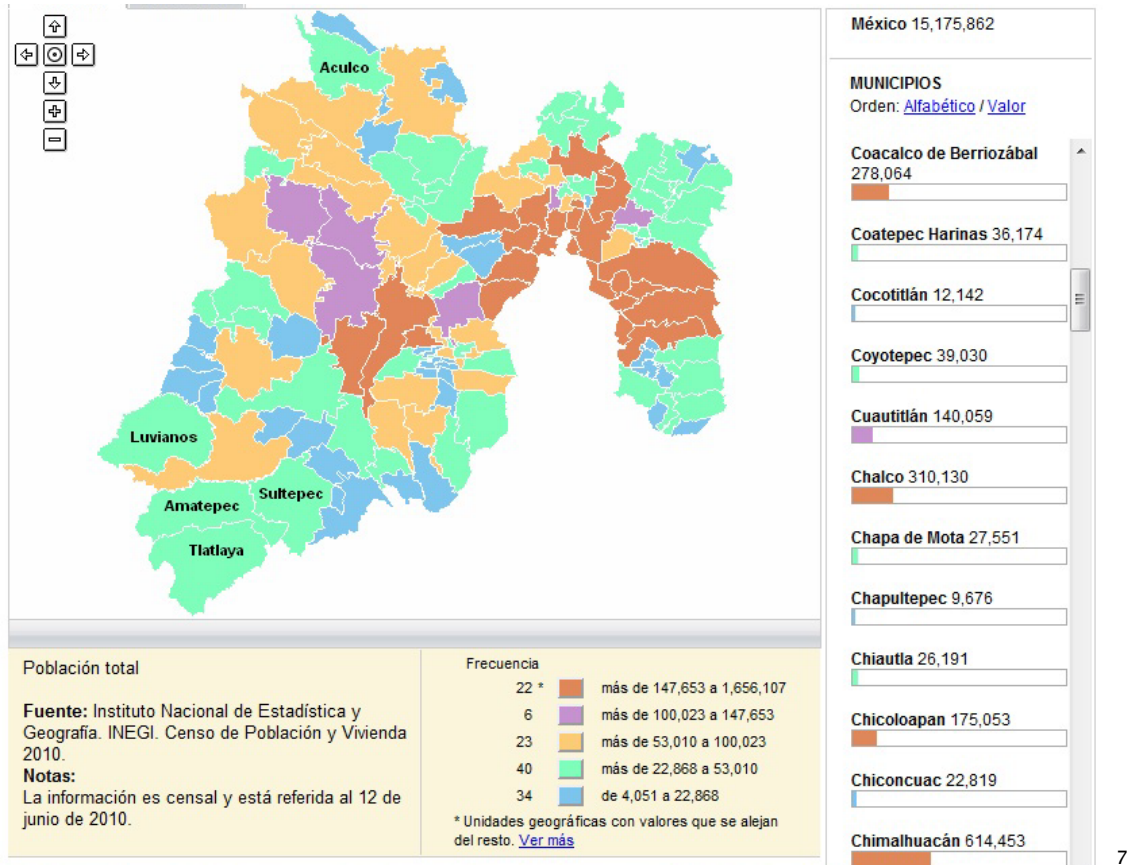 Aculco
Luvianos
Sultepec
Amatepec
Tlatlaya
Población total
Fuente: Instituto Nacional de Estadística y
Geografía. INEGI. Censo de Población y Vivienda
2010.
Notas:
La información es censal y está referida al 12 de
junio de 2010.
Frecuencia
22 * más de 147,653 a 1,656,107
6 más de 100,023 a 147,653
23 más de 53,010 a 100,023
40 más de 22,868 a 53,010
34 de 4,051 a 22,868
* Unidades geográficas con valores que se alejan
del resto. Ver más
México 15,175,862
MUNICIPIOS
Orden: Alfabético / Valor
Coacalco de Berriozábal
278,064
Coatepec Harinas 36,174
Cocotitlán 12,142
Coyotepec 39,030
Cuautitlán 140,059
Chalco 310,130
Chapa de Mota 27,551
Chapultepec 9,676
Chiautla 26,191
Chicoloapan 175,053
Chiconcuac 22,819
Chimalhuacán 614,453
7